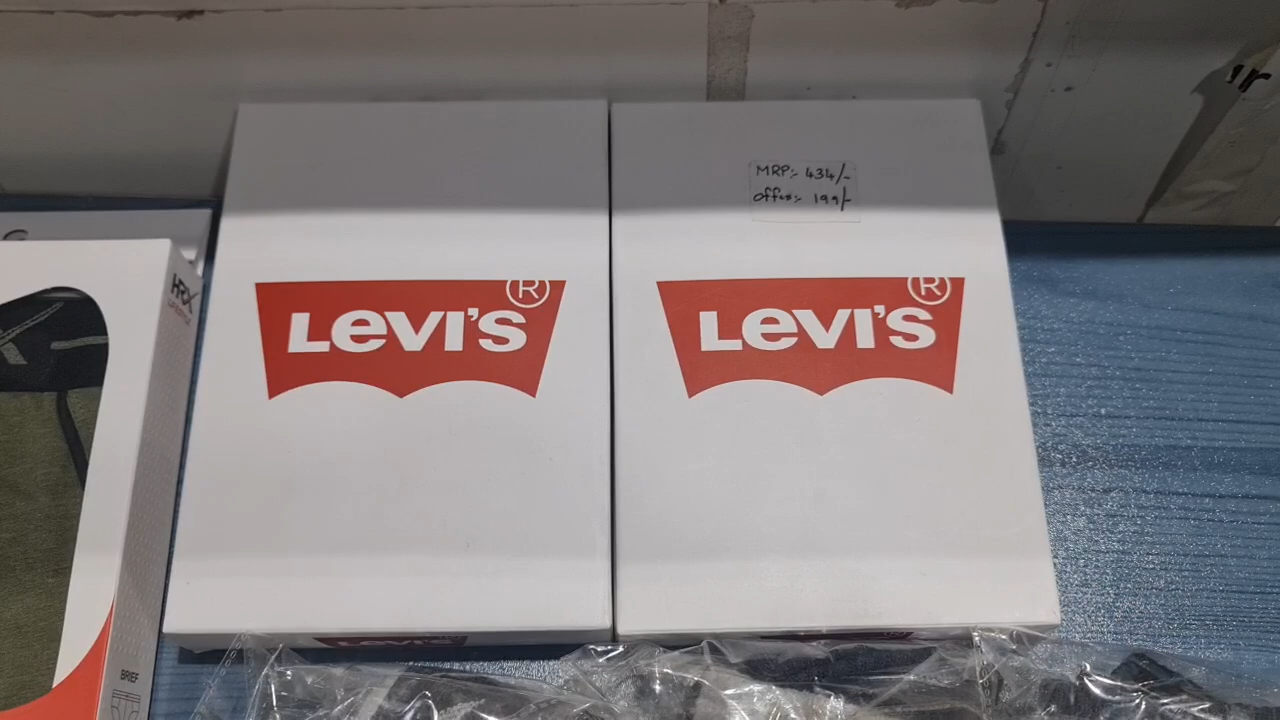 MRP:- 434/-
offer:- 199/-
LEVI'S ®
LEVI'S ®
HRX
BRIEF